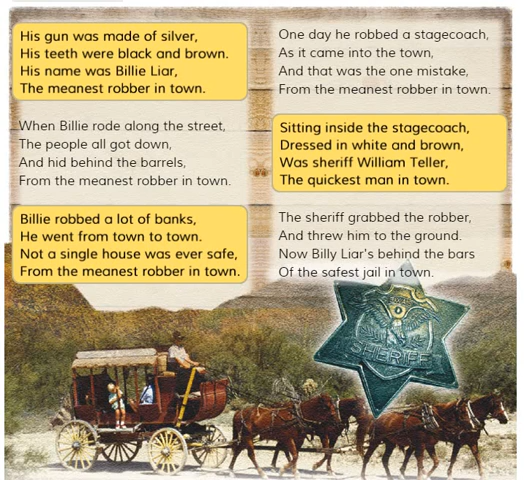 His gun was made of silver,
His teeth were black and brown.
His name was Billie Liar,
The meanest robber in town.
When Billie rode along the street,
The people all got down,
And hid behind the barrels,
From the meanest robber in town.
Billie robbed a lot of banks,
He went from town to town.
Not a single house was ever safe,
From the meanest robber in town.
One day he robbed a stagecoach,
As it came into the town,
And that was the one mistake,
From the meanest robber in town.
Sitting inside the stagecoach,
Dressed in white and brown,
Was sheriff William Teller,
The quickest man in town.
The sheriff grabbed the robber,
And threw him to the ground.
Now Billy Liar's behind the bars
Of the safest jail in town.
SHERIFF